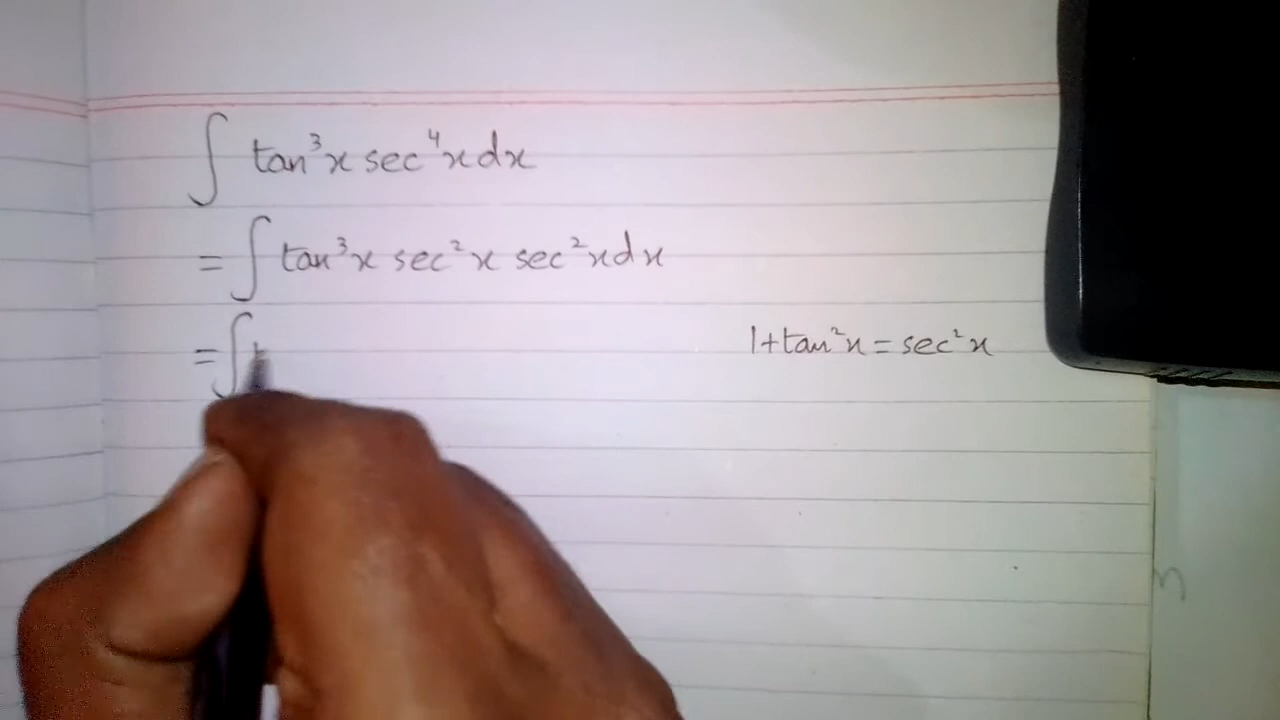 ∫ tan³x sec⁴x dx
= ∫ tan³x sec²x sec²x dx
= ∫ t
1+tan²x = sec²x